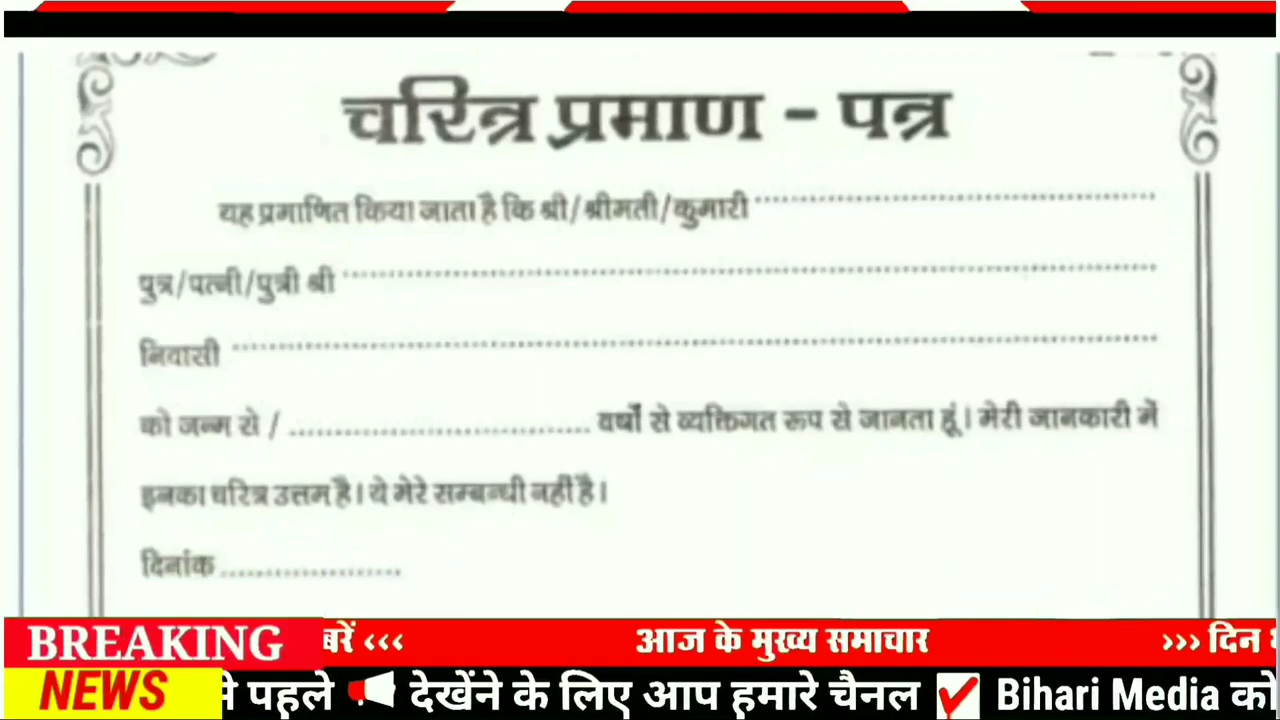 चरित्र प्रमाण - पत्र
यह प्रमाणित किया जाता है कि श्री/श्रीमती/कुमारी ........................................
पुत्र/पत्नी/पुत्री श्री ........................................
निवासी ........................................
को जन्म से / .............................. वर्षों से व्यक्तिगत रूप से जानता हूं। मेरी जानकारी में
इनका चरित्र उत्तम है। ये मेरे सम्बन्धी नहीं है।
दिनांक ....................
BREAKING
NEWS
<<< आज के मुख्य समाचार >>> दिन
पहले देखेंने के लिए आप हमारे चैनल Bihari Media को